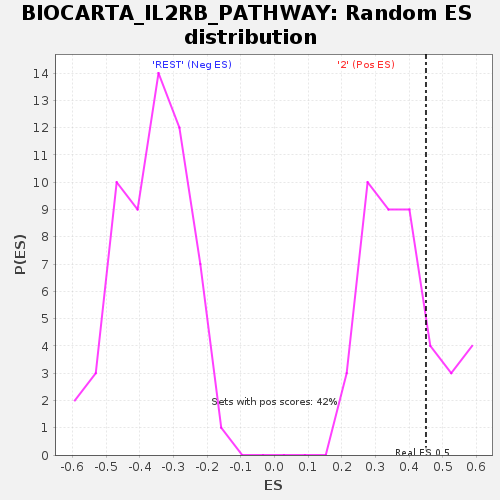 BIOCARTA_IL2RB_PATHWAY: Random ES
distribution
'REST' (Neg ES)
'2' (Pos ES)
14
13
12
11
10
9
8
7
6
5
4
3
2
1
0
P(ES)
Sets with pos scores: 42%
Real ES 0.5
-0.6 -0.5 -0.4 -0.3 -0.2 -0.1 0.0 0.1 0.2 0.3 0.4 0.5 0.6
ES